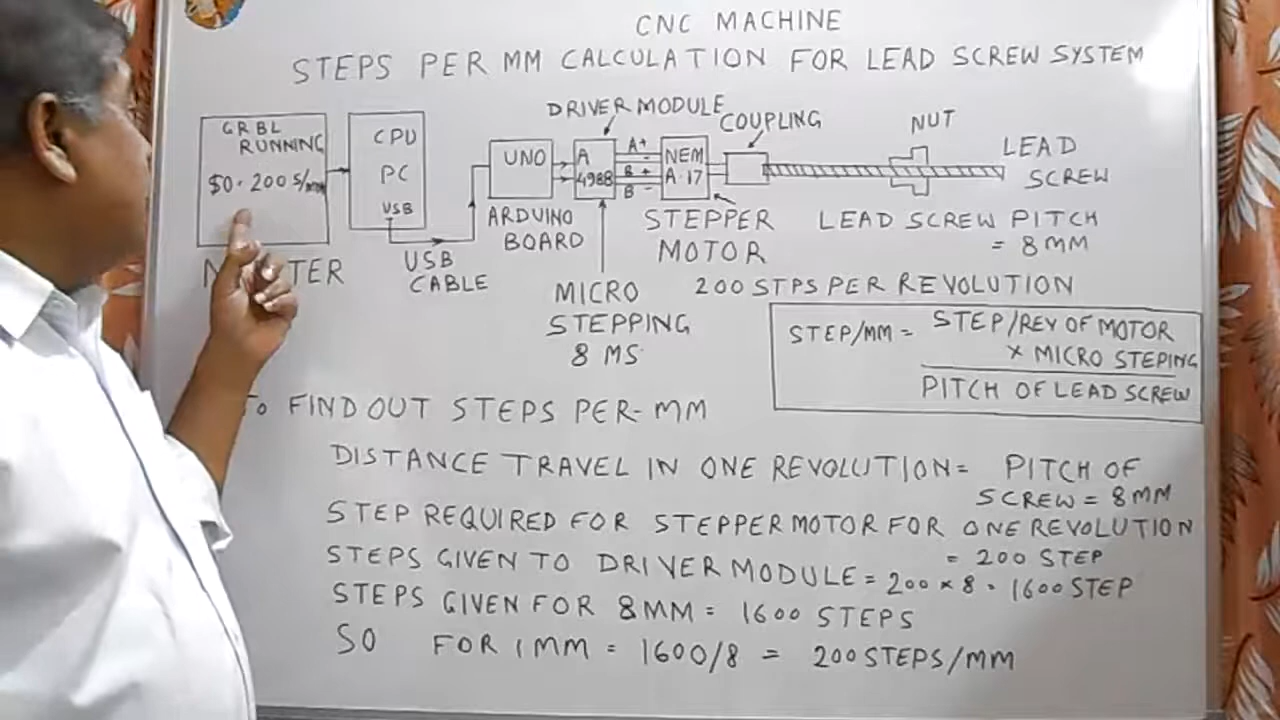 CNC MACHINE
STEPS PER MM CALCULATION FOR LEAD SCREW SYSTEM
GRBL
RUNNING
$0. 200 S/mm
CPU
PC
USB
USB
CABLE
UNO
ARDUINO
BOARD
DRIVER MODULE
A
4988
A+
-
B +
B -
MICRO
STEPPING
8 MS
NEM
A-17
STEPPER
MOTOR
COUPLING
NUT
LEAD
SCREW
LEAD SCREW PITCH
= 8 MM
200 STPS PER REVOLUTION
STEP/MM = STEP/REV OF MOTOR
× MICRO STEPING
PITCH OF LEAD SCREW
TO FIND OUT STEPS PER-MM
DISTANCE TRAVEL IN ONE REVOLUTION = PITCH OF
SCREW = 8MM
STEP REQUIRED FOR STEPPER MOTOR FOR ONE REVOLUTION
= 200 STEP
STEPS GIVEN TO DRIVER MODULE = 200 × 8 = 1600 STEP
STEPS GIVEN FOR 8MM = 1600 STEPS
SO FOR 1 MM = 1600/8 = 200 STEPS/MM